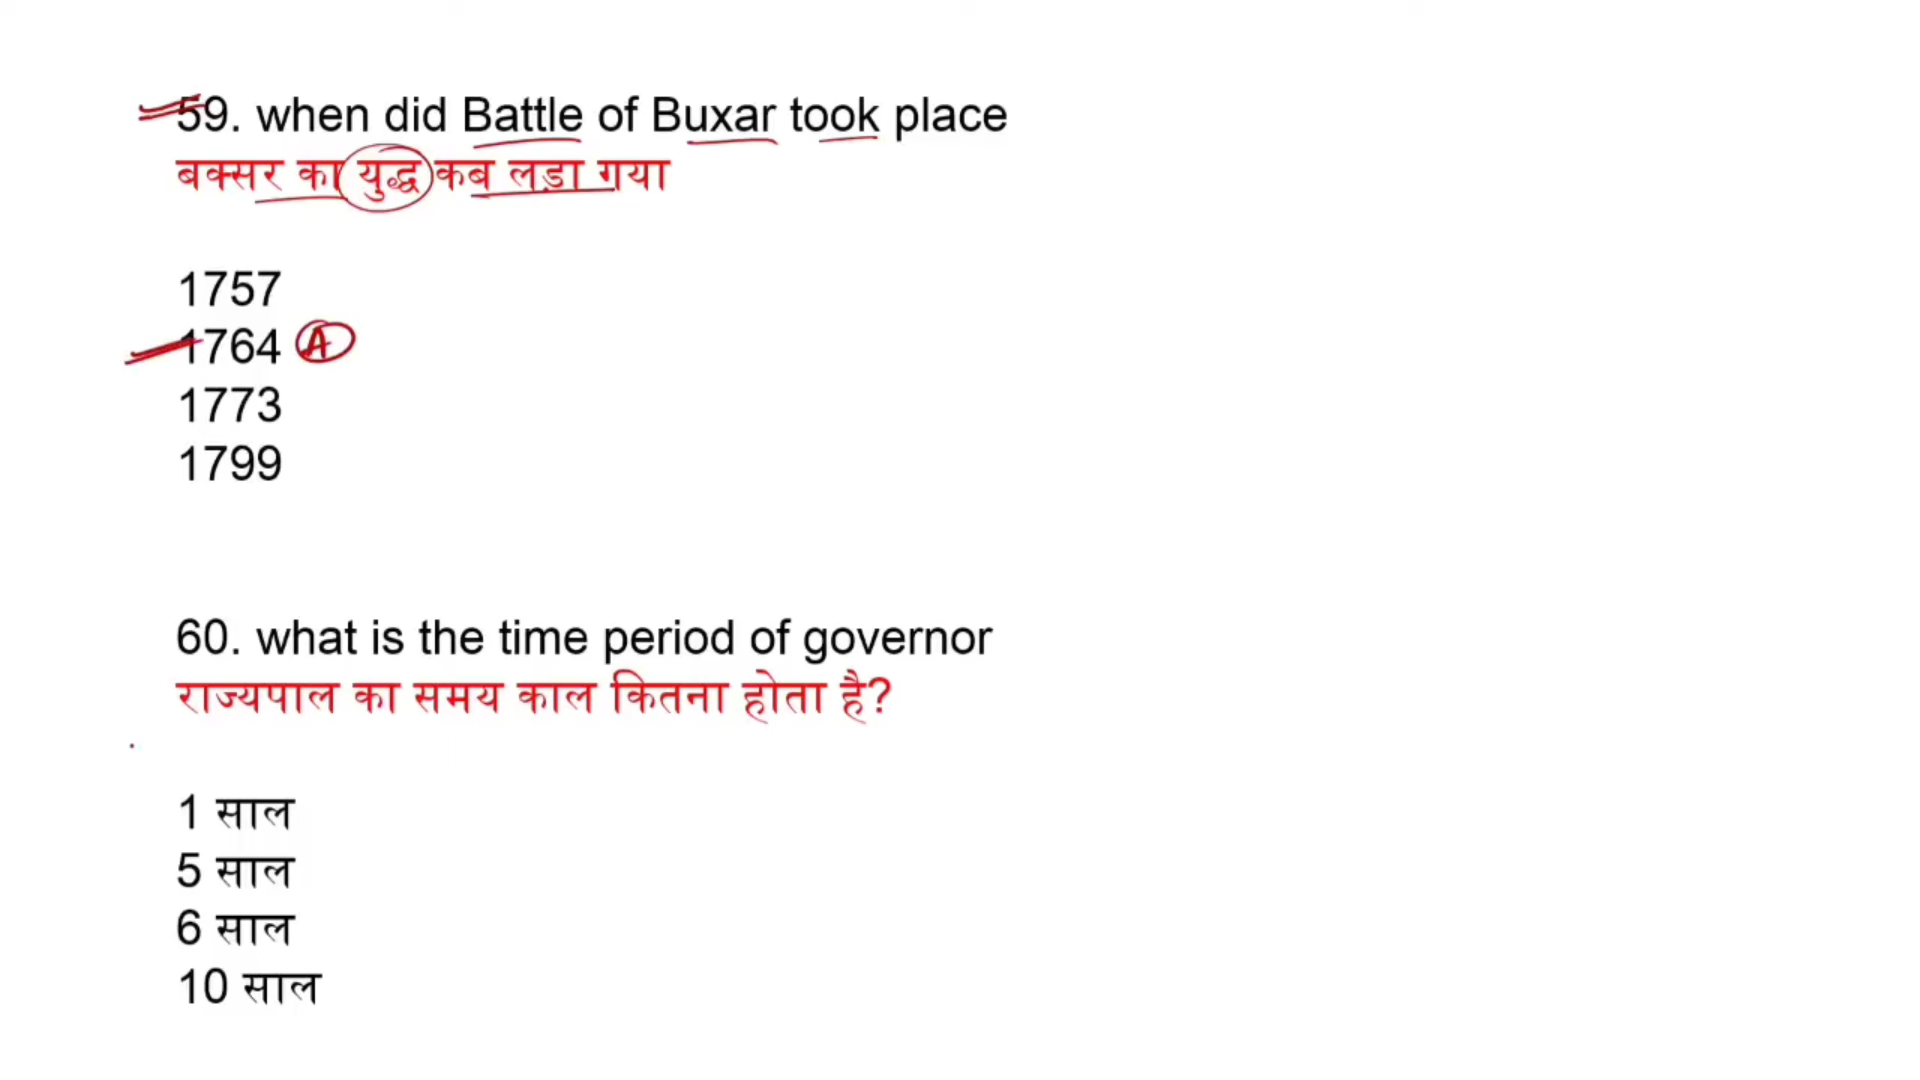 59. when did Battle of Buxar took place
बक्सर का युद्ध कब लड़ा गया
1757
1764 A
1773
1799
60. what is the time period of governor
राज्यपाल का समय काल कितना होता है?
1 साल
5 साल
6 साल
10 साल